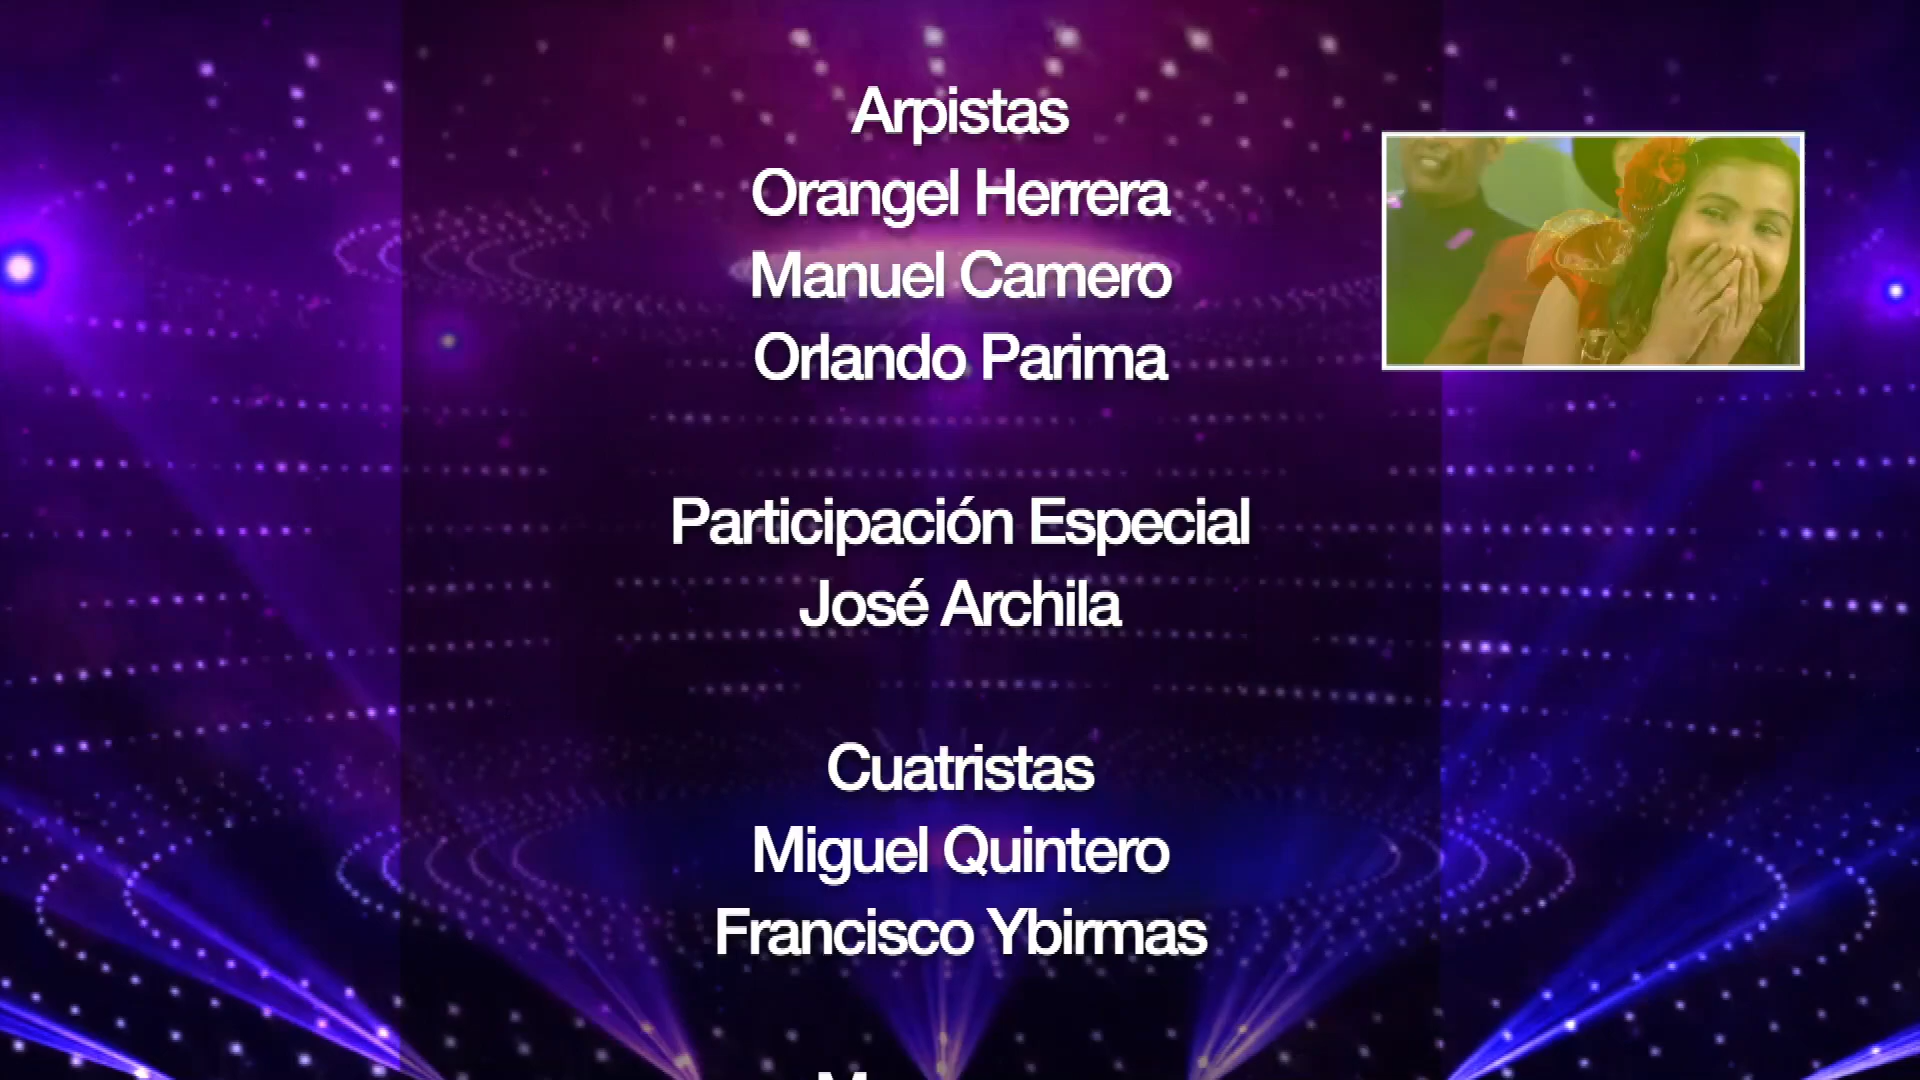 Arpistas
Orangel Herrera
Manuel Camero
Orlando Parima
Participación Especial
José Archila
Cuatristas
Miguel Quintero
Francisco Ybirmas